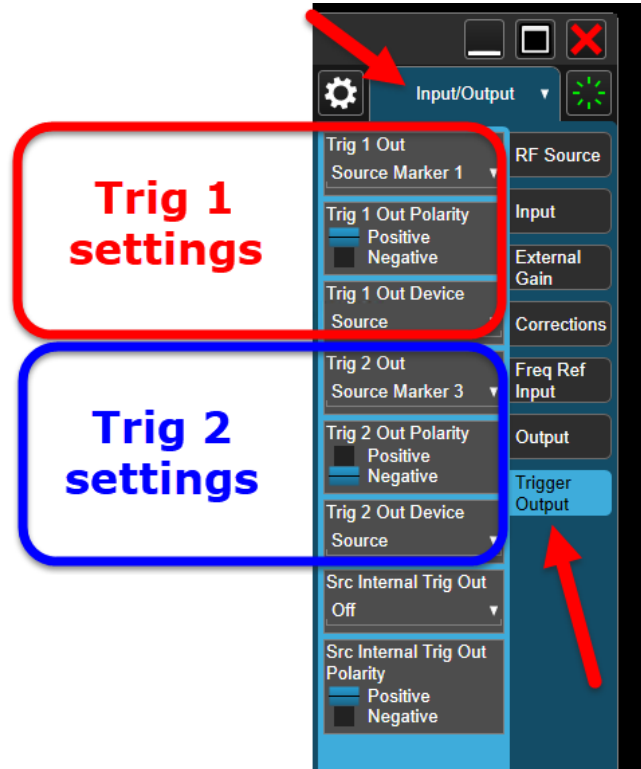 Input/Output
Trig 1
settings
Trig 1 Out
Source Marker 1
Trig 1 Out Polarity
Positive
Negative
Trig 1 Out Device
Source
Trig 2
settings
Trig 2 Out
Source Marker 3
Trig 2 Out Polarity
Positive
Negative
Trig 2 Out Device
Source
Src Internal Trig Out
Off
Src Internal Trig Out
Polarity
Positive
Negative
RF Source
Input
External
Gain
Corrections
Freq Ref
Input
Output
Trigger
Output